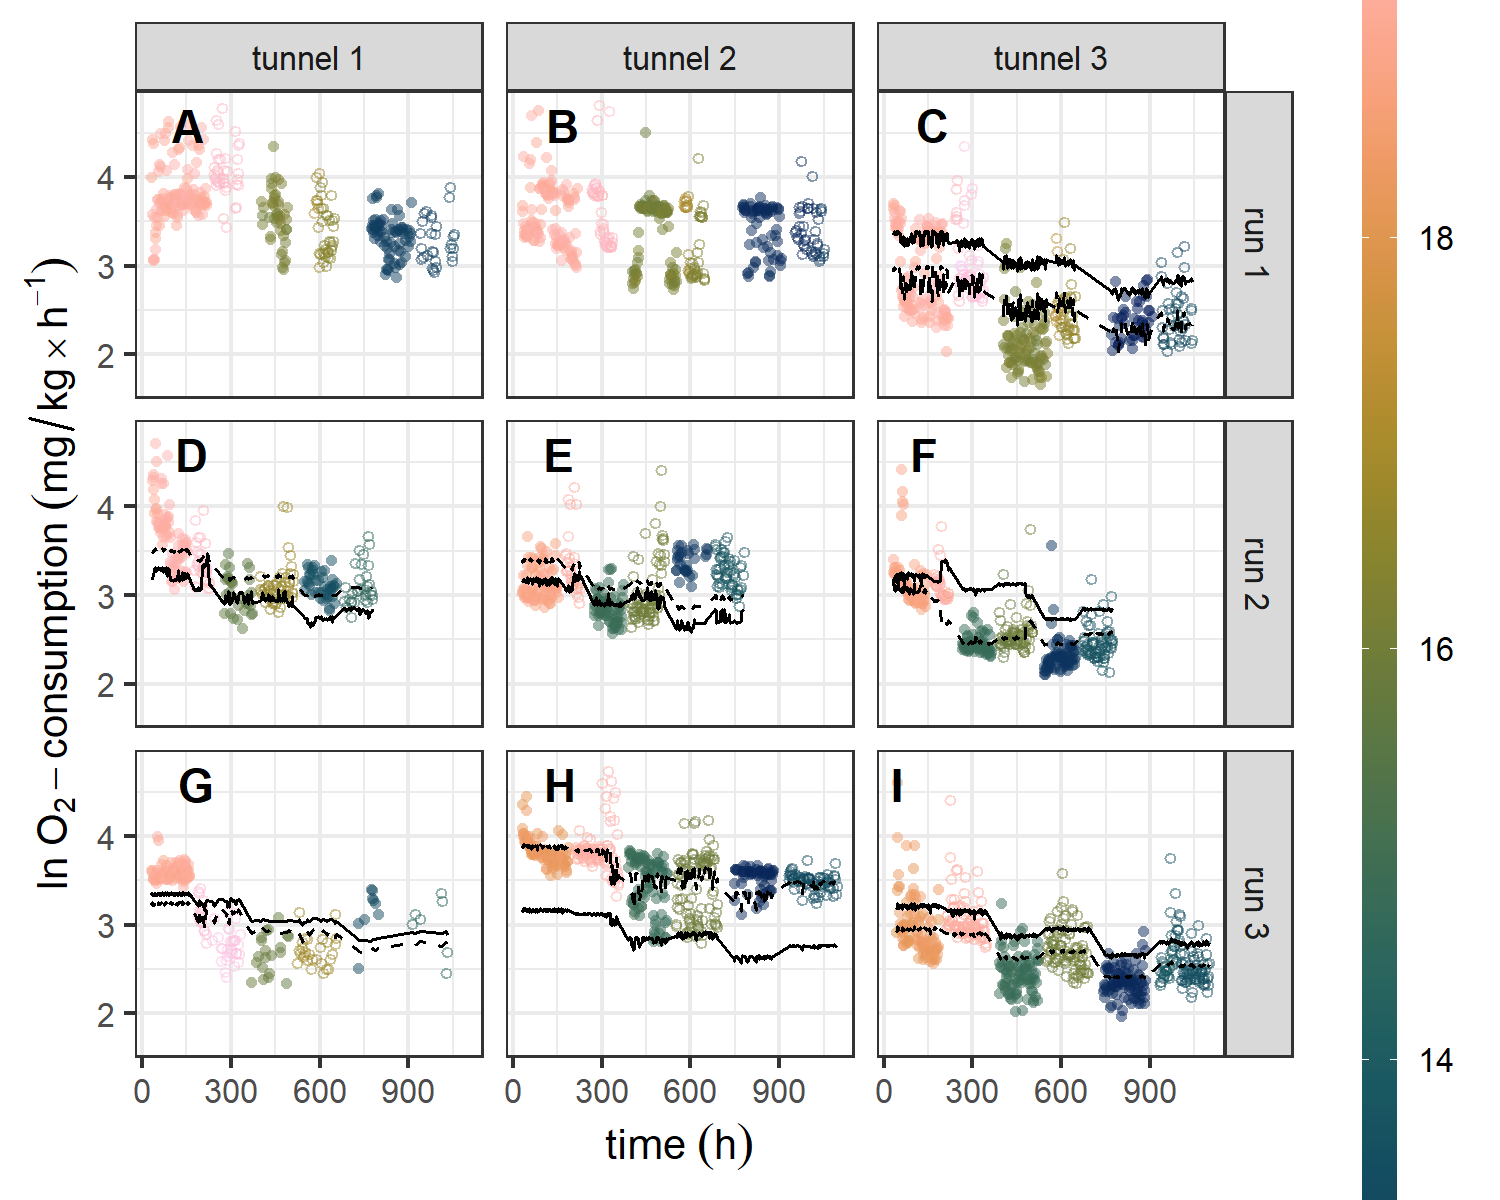 tunnel 1 tunnel 2 tunnel 3
A B C
4
3
2
run 1
D E F
4
3
2
run 2
G H I
4
3
2
run 3
0 300 600 900 0 300 600 900 0 300 600 900
time (h)
ln O₂ − consumption (mg/kg × h⁻¹)
18
16
14